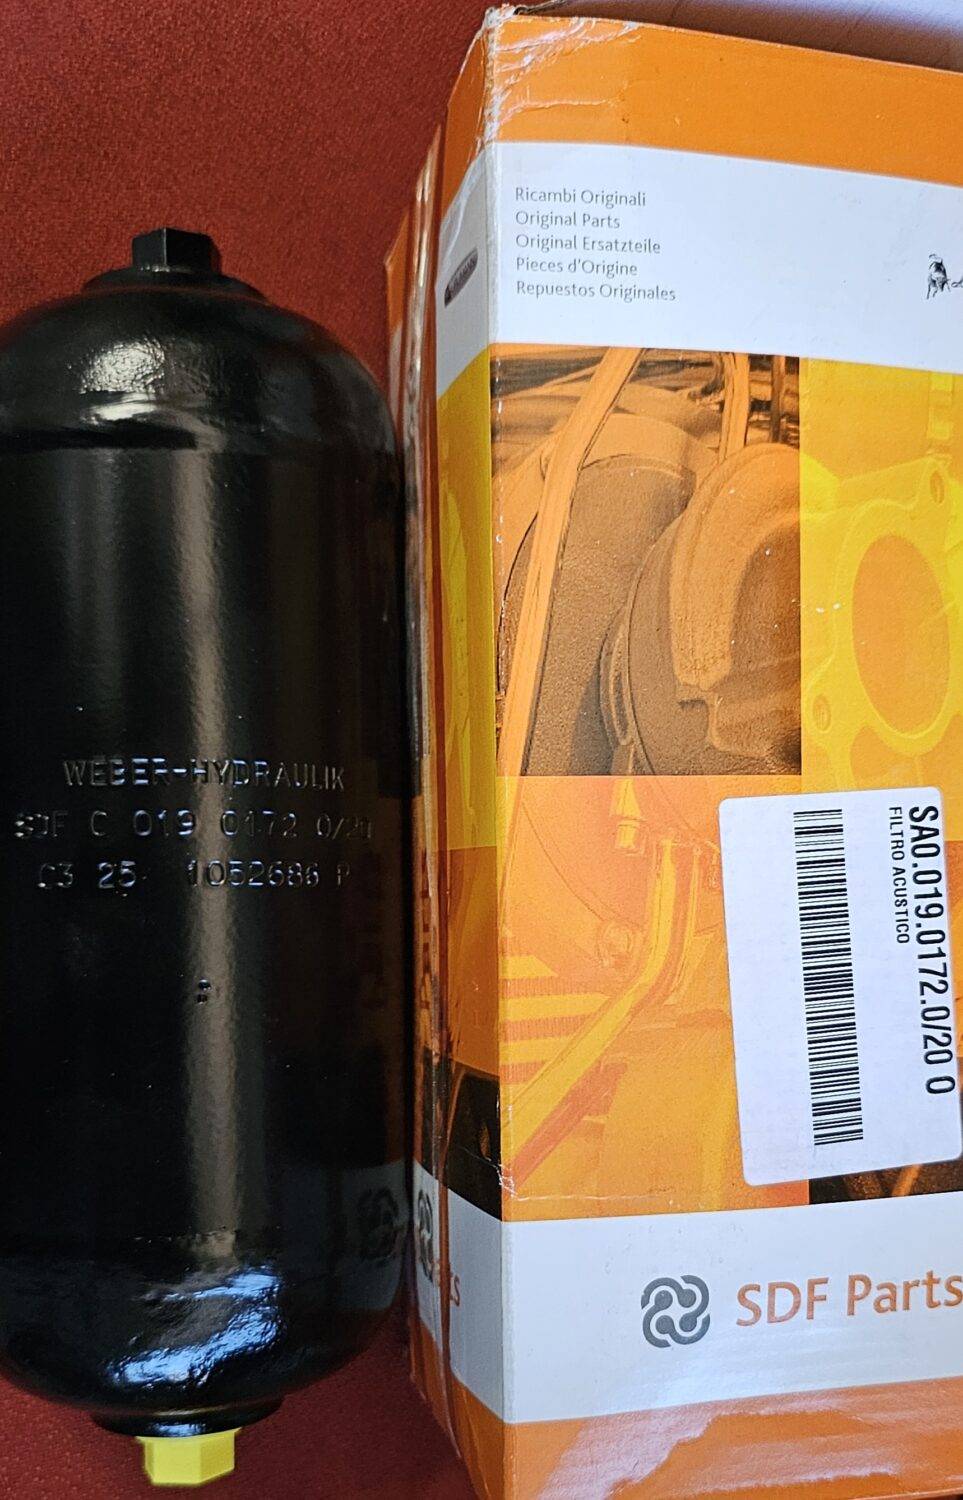 WEBER-HYDRAULIK
SDF C 019 0172 0/20
C3 25 1052686 P
Ricambi Originali
Original Parts
Original Ersatzteile
Pieces d'Origine
Repuestos Originales
SA0.019.0172.0/20 0
FILTRO ACUSTICO
SDF Parts